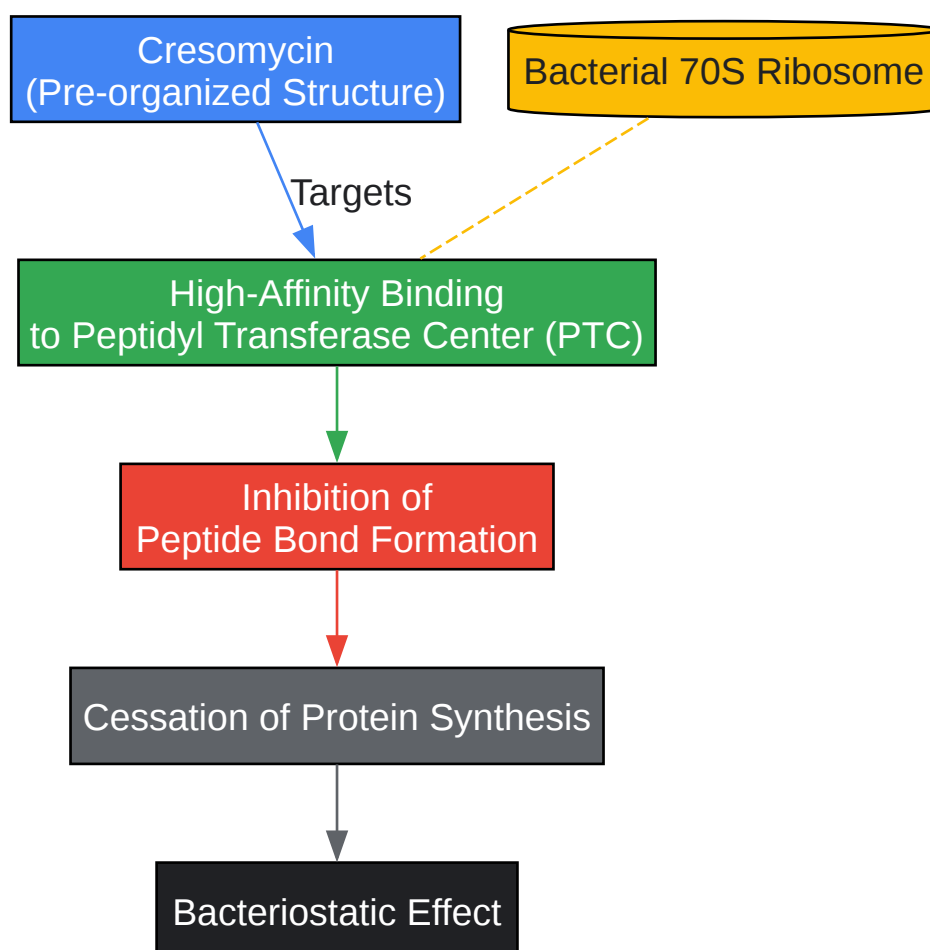 Cresomycin
(Pre-organized Structure)
Bacterial 70S Ribosome
Targets
High-Affinity Binding
to Peptidyl Transferase Center (PTC)
Inhibition of
Peptide Bond Formation
Cessation of Protein Synthesis
Bacteriostatic Effect